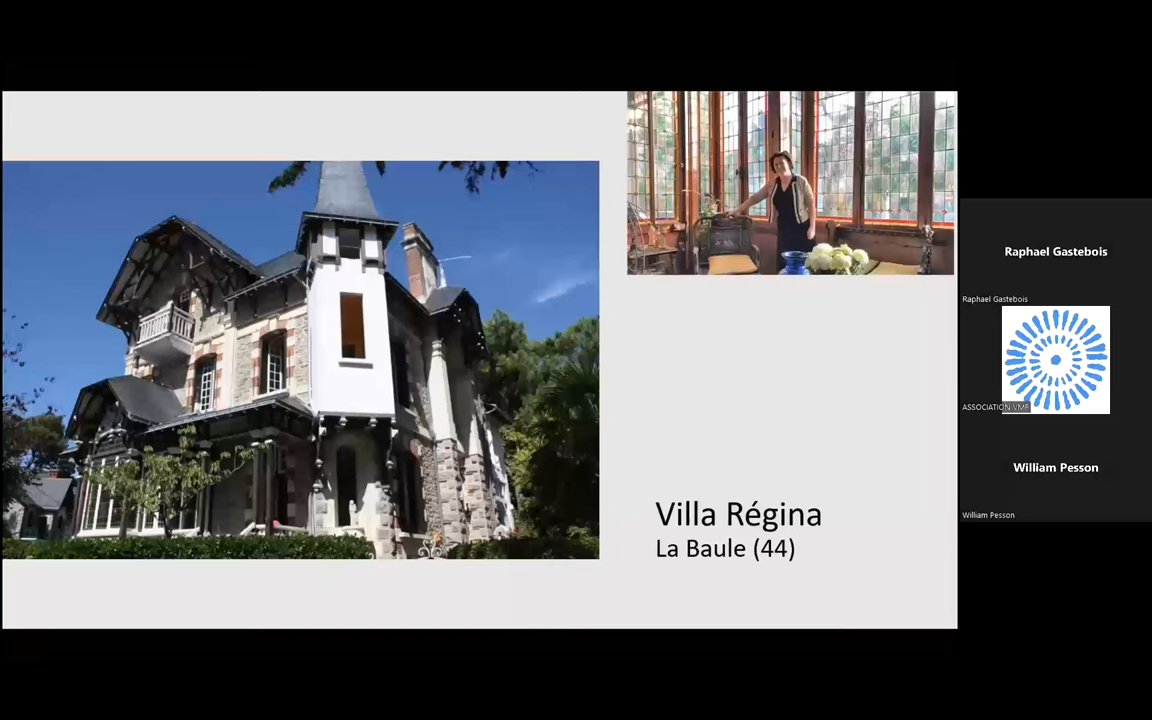 Villa Régina
La Baule (44)
Raphael Gastebois
Raphael Gastebois
ASSOCIATION VMF
William Pesson
William Pesson